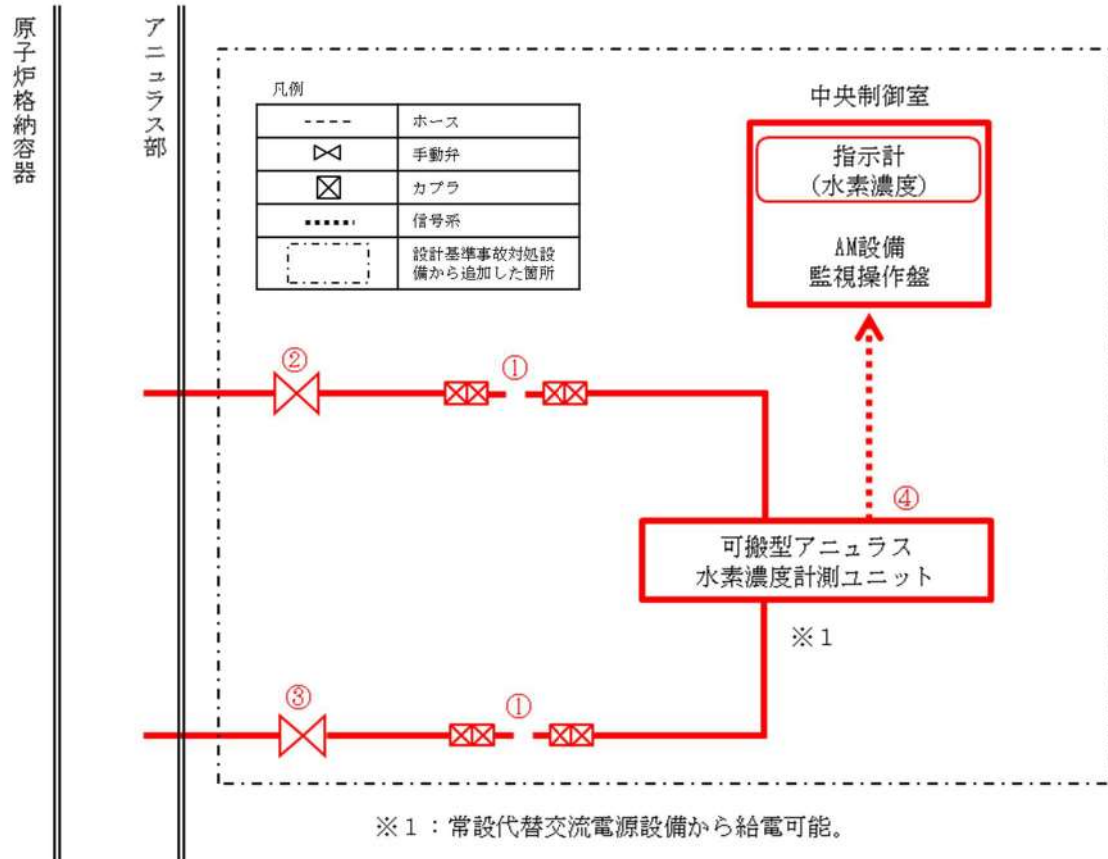 原子炉格納容器
アニュラス部
凡例
ホース
手動弁
カプラ
信号系
設計基準事故対処設
備から追加した箇所
中央制御室
指示計
(水素濃度)
AM設備
監視操作盤
②
①
④
可搬型アニュラス
水素濃度計測ユニット
※1
③
①
※1:常設代替交流電源設備から給電可能。